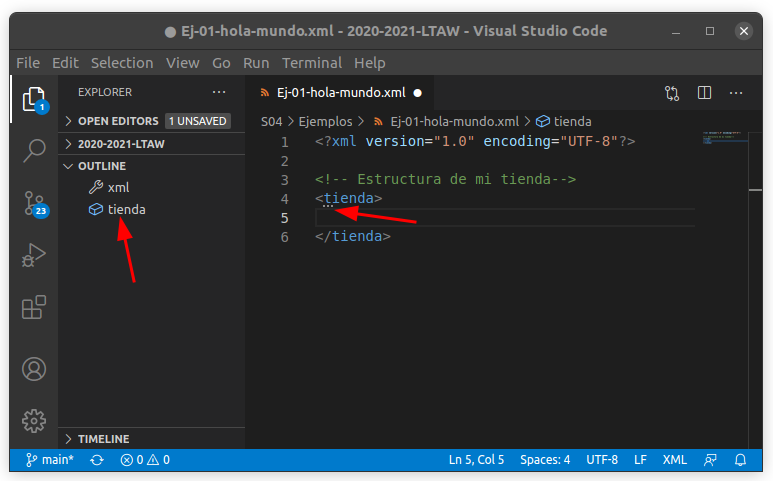 ● Ej-01-hola-mundo.xml - 2020-2021-LTAW - Visual Studio Code
File Edit Selection View Go Run Terminal Help
EXPLORER
OPEN EDITORS 1 UNSAVED
2020-2021-LTAW
OUTLINE
xml
tienda
TIMELINE
1
23
Ej-01-hola-mundo.xml ●
S04 > Ejemplos > Ej-01-hola-mundo.xml > tienda
1 <?xml version="1.0" encoding="UTF-8"?>
2
3 <!-- Estructura de mi tienda-->
4 <tienda>
5
6 </tienda>
main* 0 0 Ln 5, Col 5 Spaces: 4 UTF-8 LF XML